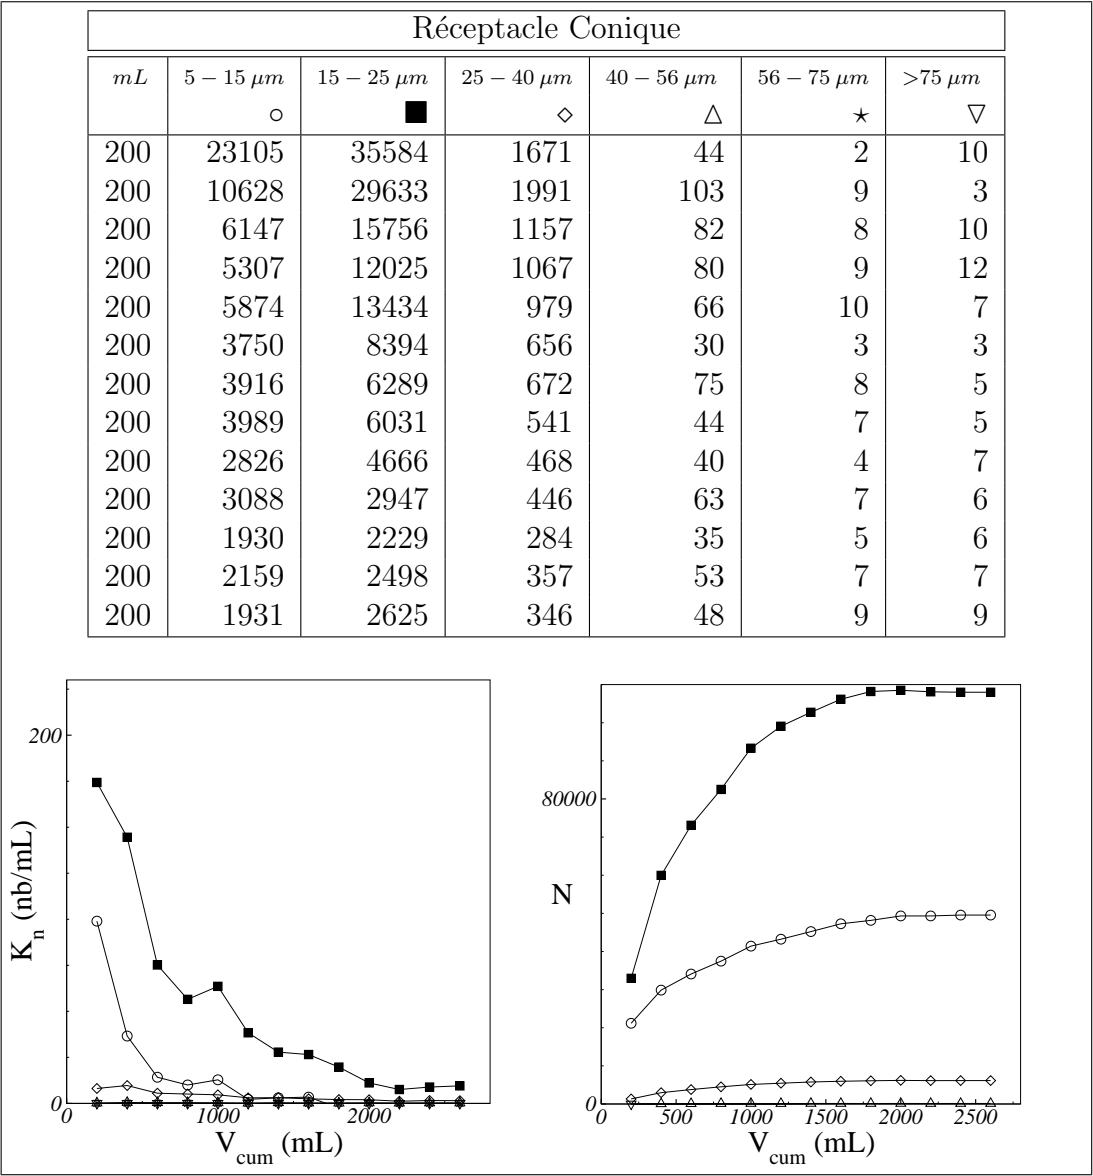 Réceptacle Conique
mL 5 – 15 μm 15 – 25 μm 25 – 40 μm 40 – 56 μm 56 – 75 μm >75 μm
○ ■ ◇ △ ⋆ ▽
200 23105 35584 1671 44 2 10
200 10628 29633 1991 103 9 3
200 6147 15756 1157 82 8 10
200 5307 12025 1067 80 9 12
200 5874 13434 979 66 10 7
200 3750 8394 656 30 3 3
200 3916 6289 672 75 8 5
200 3989 6031 541 44 7 5
200 2826 4666 468 40 4 7
200 3088 2947 446 63 7 6
200 1930 2229 284 35 5 6
200 2159 2498 357 53 7 7
200 1931 2625 346 48 9 9
200
K_n (nb/mL)
0
0 1000 2000
V_cum (mL)
80000
N
0
0 500 1000 1500 2000 2500
V_cum (mL)